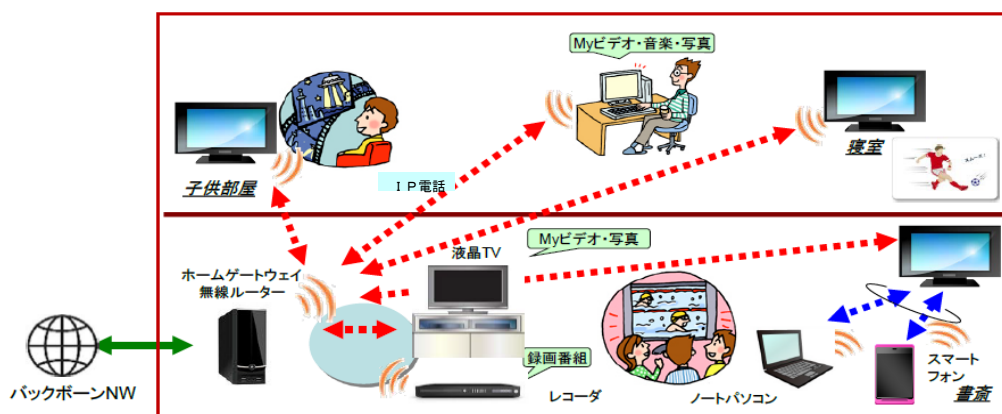 Myビデオ・音楽・写真
子供部屋
IP電話
寝室
スムーズ!
Myビデオ・写真
液晶TV
ホームゲートウェイ
無線ルーター
録画番組
バックボーンNW
レコーダ
ノートパソコン
スマート
フォン
書斎